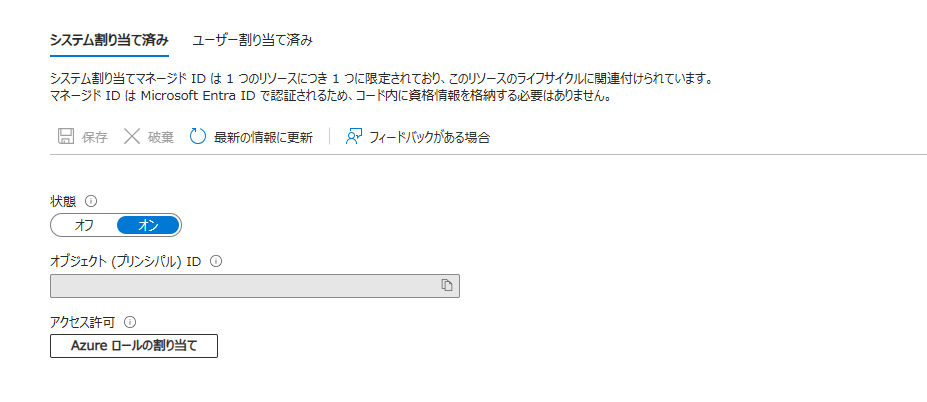 システム割り当て済み ユーザー割り当て済み
システム割り当てマネージド ID は 1 つのリソースにつき 1 つに限定されており、このリソースのライフサイクルに関連付けられています。
マネージド ID は Microsoft Entra ID で認証されるため、コード内に資格情報を格納する必要はありません。
保存 破棄 最新の情報に更新 フィードバックがある場合
状態
オフ オン
オブジェクト (プリンシパル) ID
アクセス許可
Azure ロールの割り当て